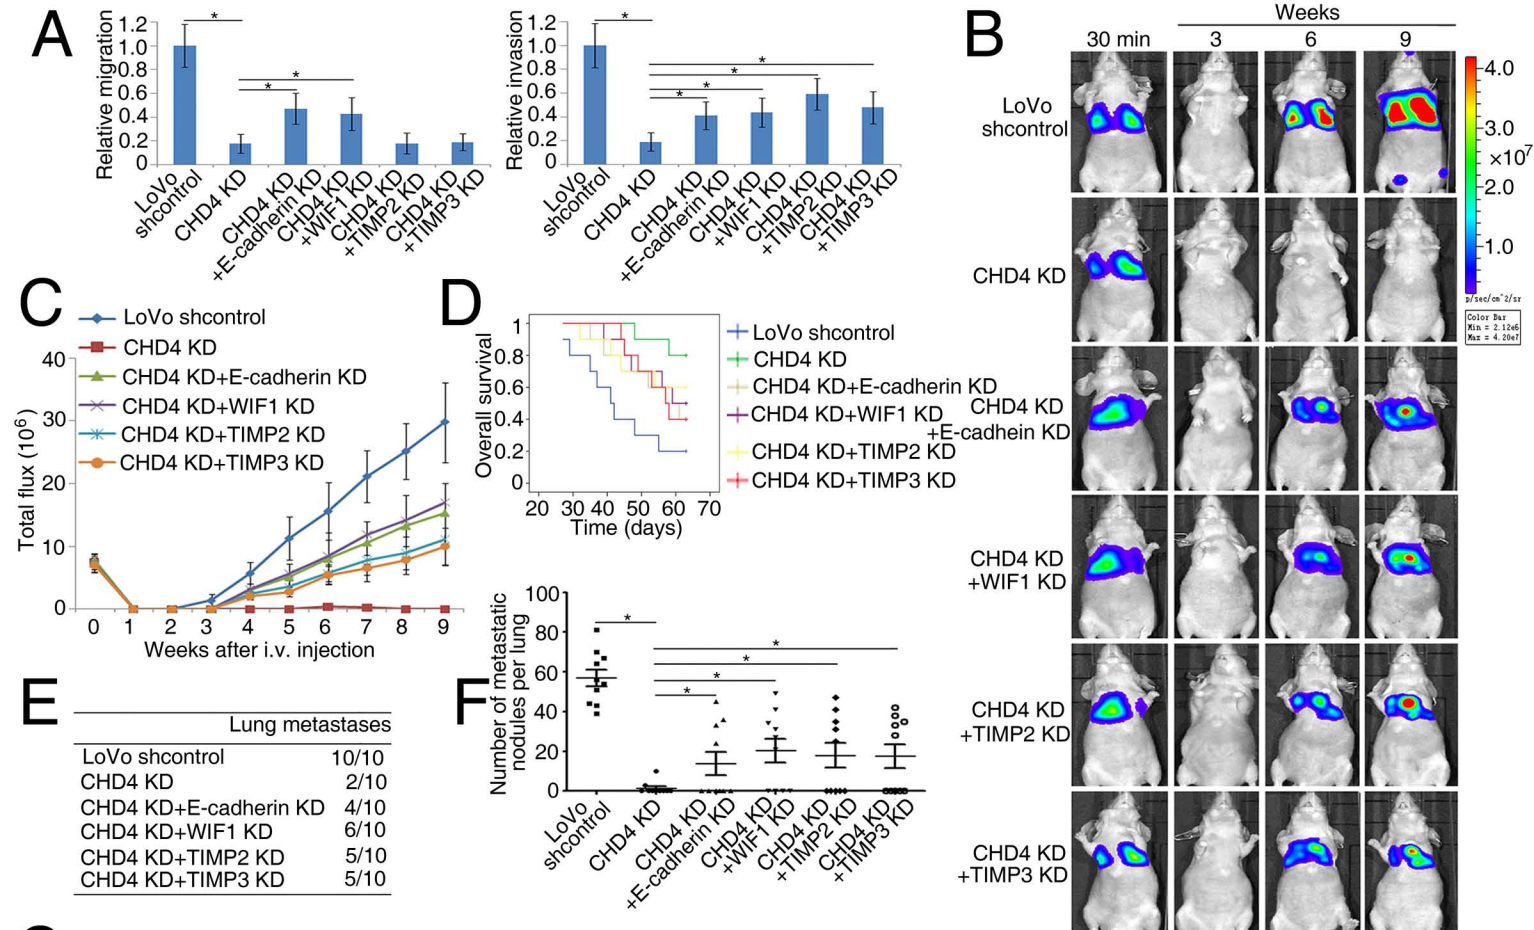 A
Relative migration
1.2
1.0
0.8
0.6
0.4
0.2
0
*
*
*
LoVo
shcontrol
CHD4 KD
CHD4 KD
+E-cadherin KD
CHD4 KD
+WIF1 KD
CHD4 KD
+TIMP2 KD
CHD4 KD
+TIMP3 KD
Relative invasion
1.2
1.0
0.8
0.6
0.4
0.2
0
*
*
*
*
*
LoVo
shcontrol
CHD4 KD
CHD4 KD
+E-cadherin KD
CHD4 KD
+WIF1 KD
CHD4 KD
+TIMP2 KD
CHD4 KD
+TIMP3 KD
B
Weeks
30 min 3 6 9
LoVo
shcontrol
CHD4 KD
CHD4 KD
+E-cadhein KD
CHD4 KD
+WIF1 KD
CHD4 KD
+TIMP2 KD
CHD4 KD
+TIMP3 KD
4.0
3.0
×10⁷
2.0
1.0
p/sec/cm^2/sr
Color Bar
Min = 2.12e6
Max = 4.20e7
C
LoVo shcontrol
CHD4 KD
CHD4 KD+E-cadherin KD
CHD4 KD+WIF1 KD
CHD4 KD+TIMP2 KD
CHD4 KD+TIMP3 KD
Total flux (10⁶)
40
30
20
10
0
0 1 2 3 4 5 6 7 8 9
Weeks after i.v. injection
D
Overall survival
1
0.8
0.6
0.4
0.2
0
20 30 40 50 60 70
Time (days)
LoVo shcontrol
CHD4 KD
CHD4 KD+E-cadherin KD
CHD4 KD+WIF1 KD
CHD4 KD+TIMP2 KD
CHD4 KD+TIMP3 KD
E
Lung metastases
LoVo shcontrol 10/10
CHD4 KD 2/10
CHD4 KD+E-cadherin KD 4/10
CHD4 KD+WIF1 KD 6/10
CHD4 KD+TIMP2 KD 5/10
CHD4 KD+TIMP3 KD 5/10
F
Number of metastatic
nodules per lung
100
80
60
40
20
0
*
*
*
*
*
LoVo
shcontrol
CHD4 KD
CHD4 KD
+E-cadherin KD
CHD4 KD
+WIF1 KD
CHD4 KD
+TIMP2 KD
CHD4 KD
+TIMP3 KD